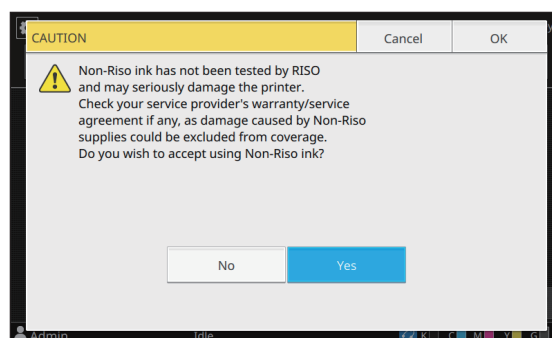 CAUTION
Cancel
OK
Non-Riso ink has not been tested by RISO
and may seriously damage the printer.
Check your service provider's warranty/service
agreement if any, as damage caused by Non-Riso
supplies could be excluded from coverage.
Do you wish to accept using Non-Riso ink?
No
Yes
Admin
Idle
K
C
M
Y
G